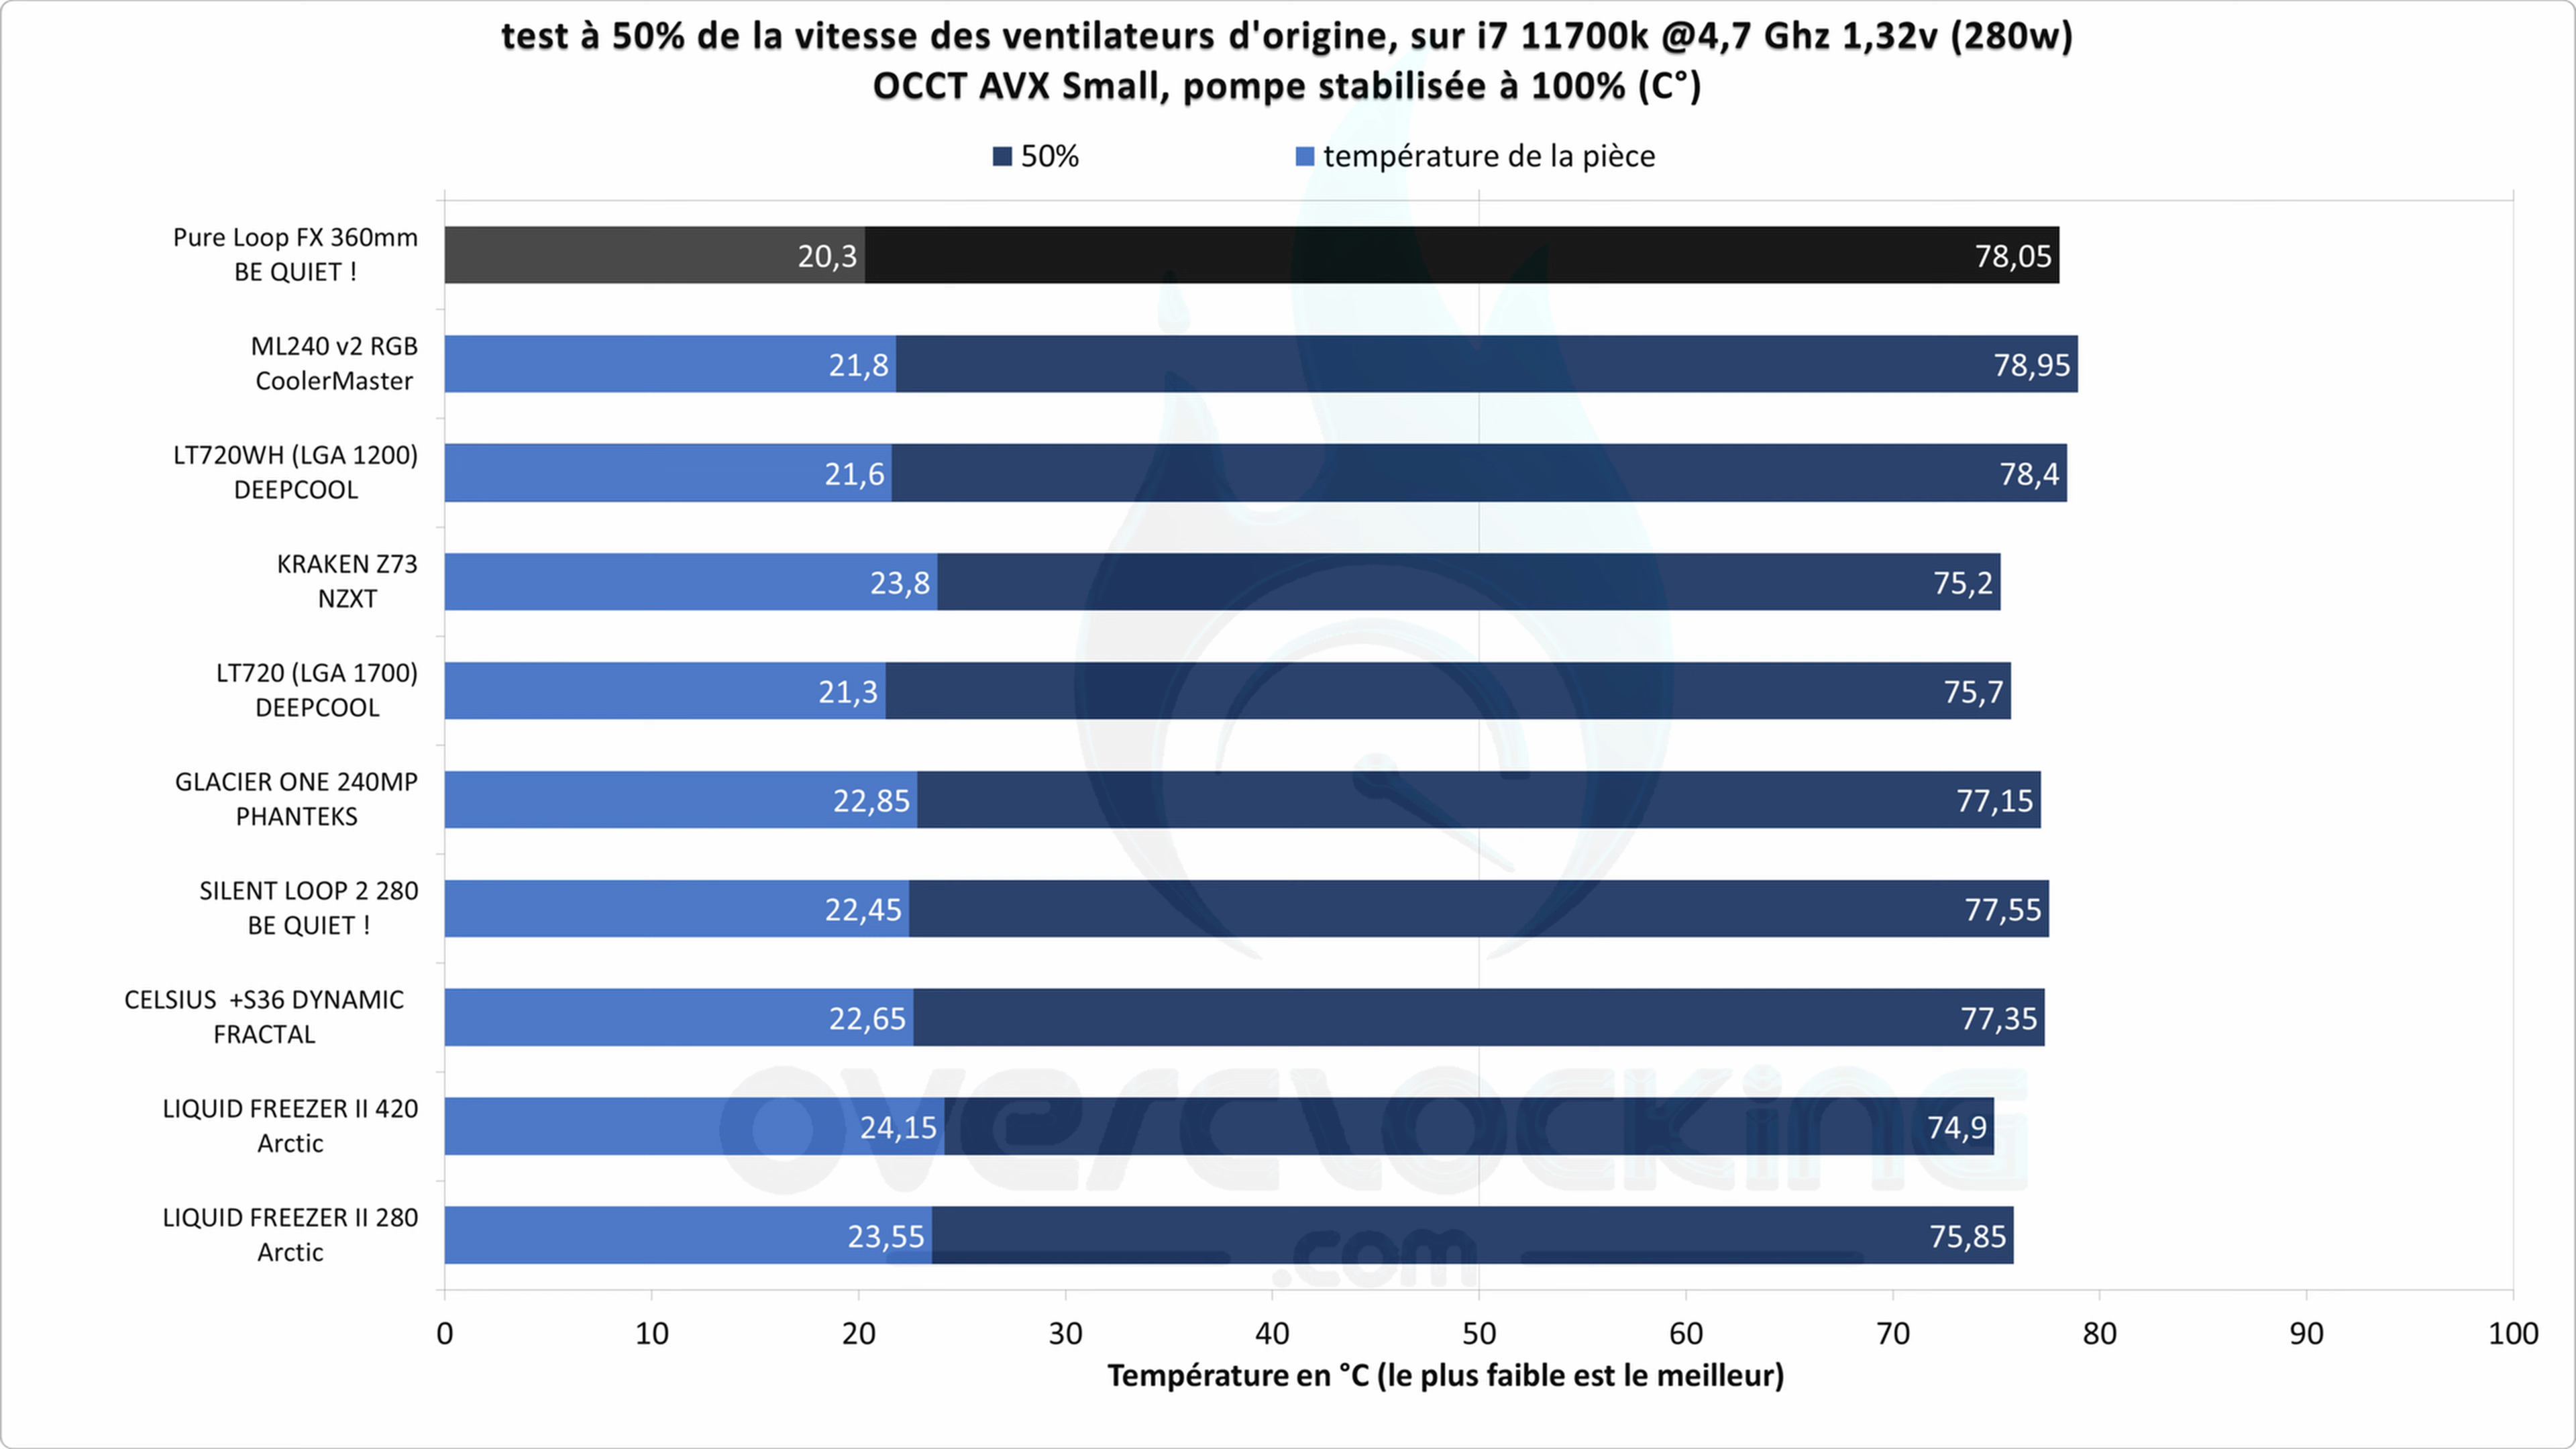 test à 50% de la vitesse des ventilateurs d'origine, sur i7 11700k @4,7 Ghz 1,32v (280w)
OCCT AVX Small, pompe stabilisée à 100% (C°)
50% température de la pièce
Pure Loop FX 360mm
BE QUIET !
20,3 78,05
ML240 v2 RGB
CoolerMaster
21,8 78,95
LT720WH (LGA 1200)
DEEPCOOL
21,6 78,4
KRAKEN Z73
NZXT
23,8 75,2
LT720 (LGA 1700)
DEEPCOOL
21,3 75,7
GLACIER ONE 240MP
PHANTEKS
22,85 77,15
SILENT LOOP 2 280
BE QUIET !
22,45 77,55
CELSIUS +S36 DYNAMIC
FRACTAL
22,65 77,35
LIQUID FREEZER II 420
Arctic
24,15 74,9
LIQUID FREEZER II 280
Arctic
23,55 75,85
overclocking
.com
0 10 20 30 40 50 60 70 80 90 100
Température en °C (le plus faible est le meilleur)